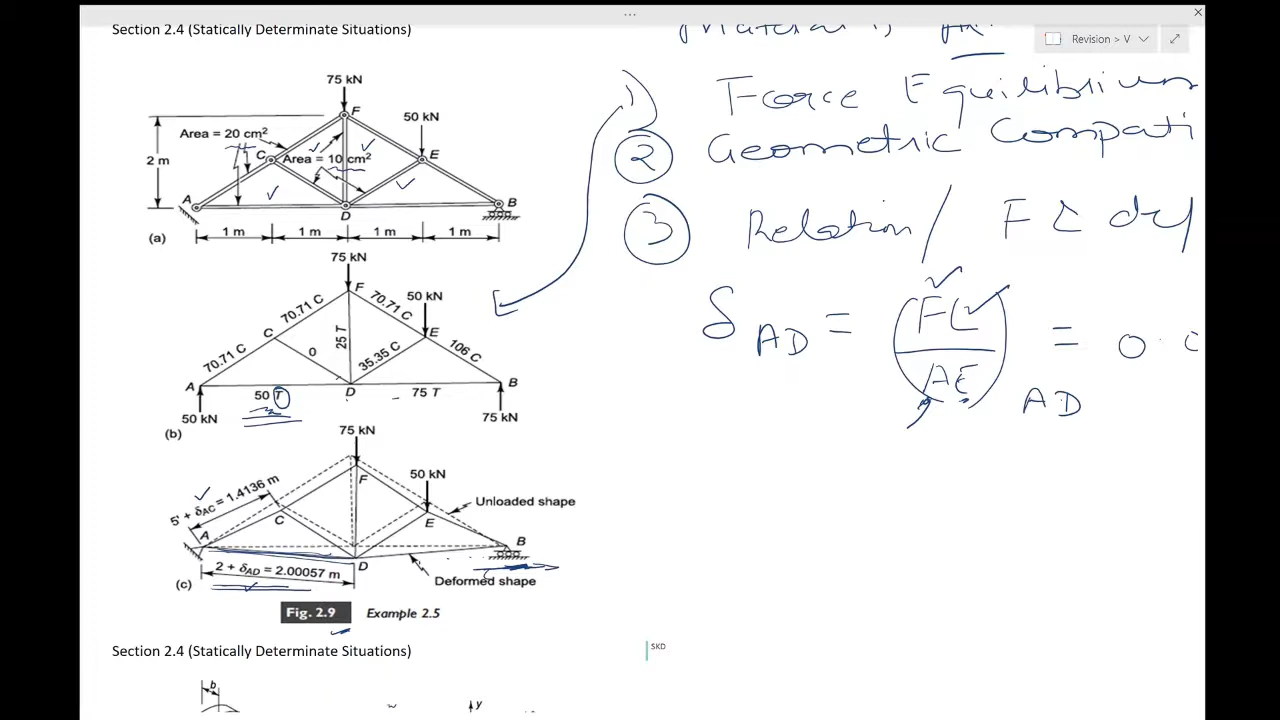 Section 2.4 (Statically Determinate Situations)
Revision > V
75 kN
F
50 kN
Area = 20 cm²
2 m
C
Area = 10 cm²
E
A
B
D
(a)
1 m
1 m
1 m
1 m
75 kN
F
70.71 C
70.71 C
50 kN
C
E
70.71 C
0
25 T
35.35 C
106 C
A
D
B
50 T
75 T
50 kN
75 kN
(b)
75 kN
50 kN
F
5' + δAC = 1.4136 m
Unloaded shape
C
E
A
B
D
2 + δAD = 2.00057 m
Deformed shape
(c)
Fig. 2.9 Example 2.5
Material is
1) Force Equilibrium
2 Geometric Compati
3 Relation/ F & def
δ AD = FL / AE AD = 0.0
Section 2.4 (Statically Determinate Situations)
SKD
b
y